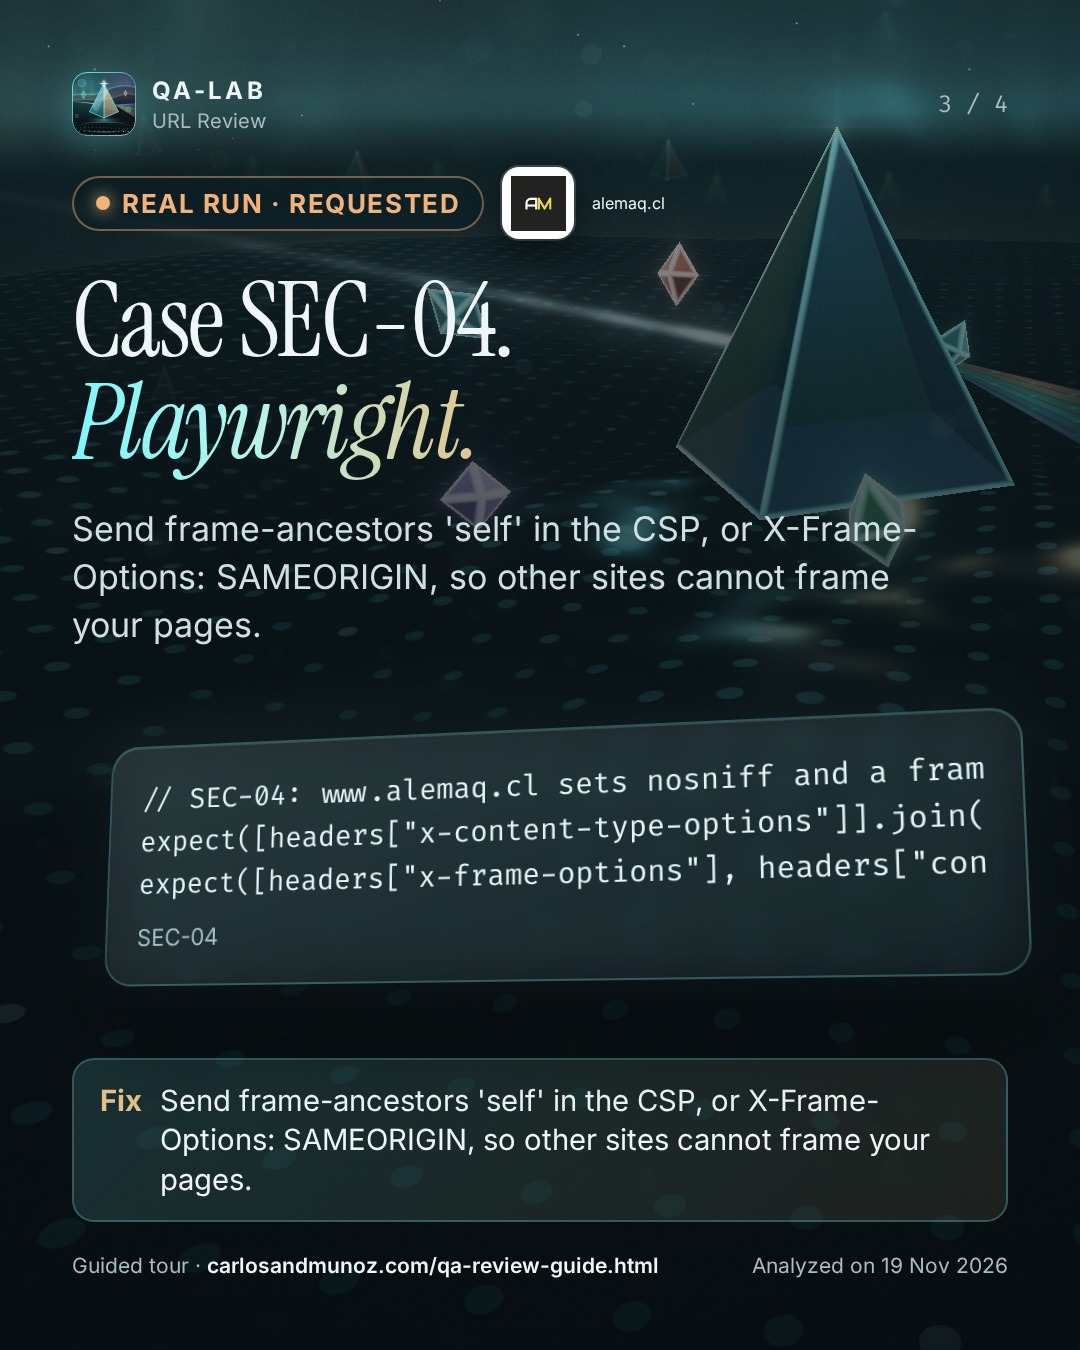 QA-LAB
URL Review
3 / 4
REAL RUN · REQUESTED
AM
alemaq.cl
Case SEC-04.
Playwright.
Send frame-ancestors 'self' in the CSP, or X-Frame-
Options: SAMEORIGIN, so other sites cannot frame
your pages.
// SEC-04: www.alemaq.cl sets nosniff and a fram
expect([headers["x-content-type-options"]].join(
expect([headers["x-frame-options"], headers["con
SEC-04
Fix Send frame-ancestors 'self' in the CSP, or X-Frame-
Options: SAMEORIGIN, so other sites cannot frame your
pages.
Guided tour · carlosandmunoz.com/qa-review-guide.html
Analyzed on 19 Nov 2026